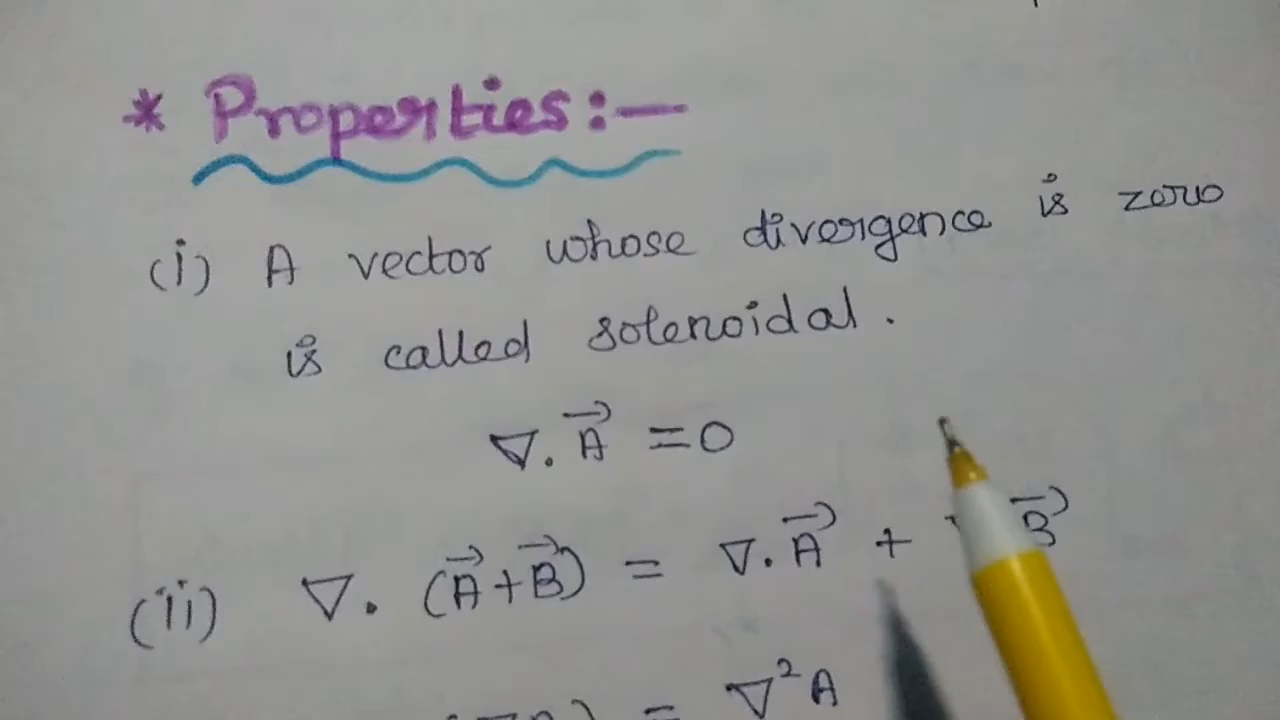 * Properties:-
(i) A vector whose divergence is zero
is called solenoidal.
∇. A⃗ = 0
(ii) ∇. (A⃗ + B⃗) = ∇. A⃗ + B⃗
) = ∇²A